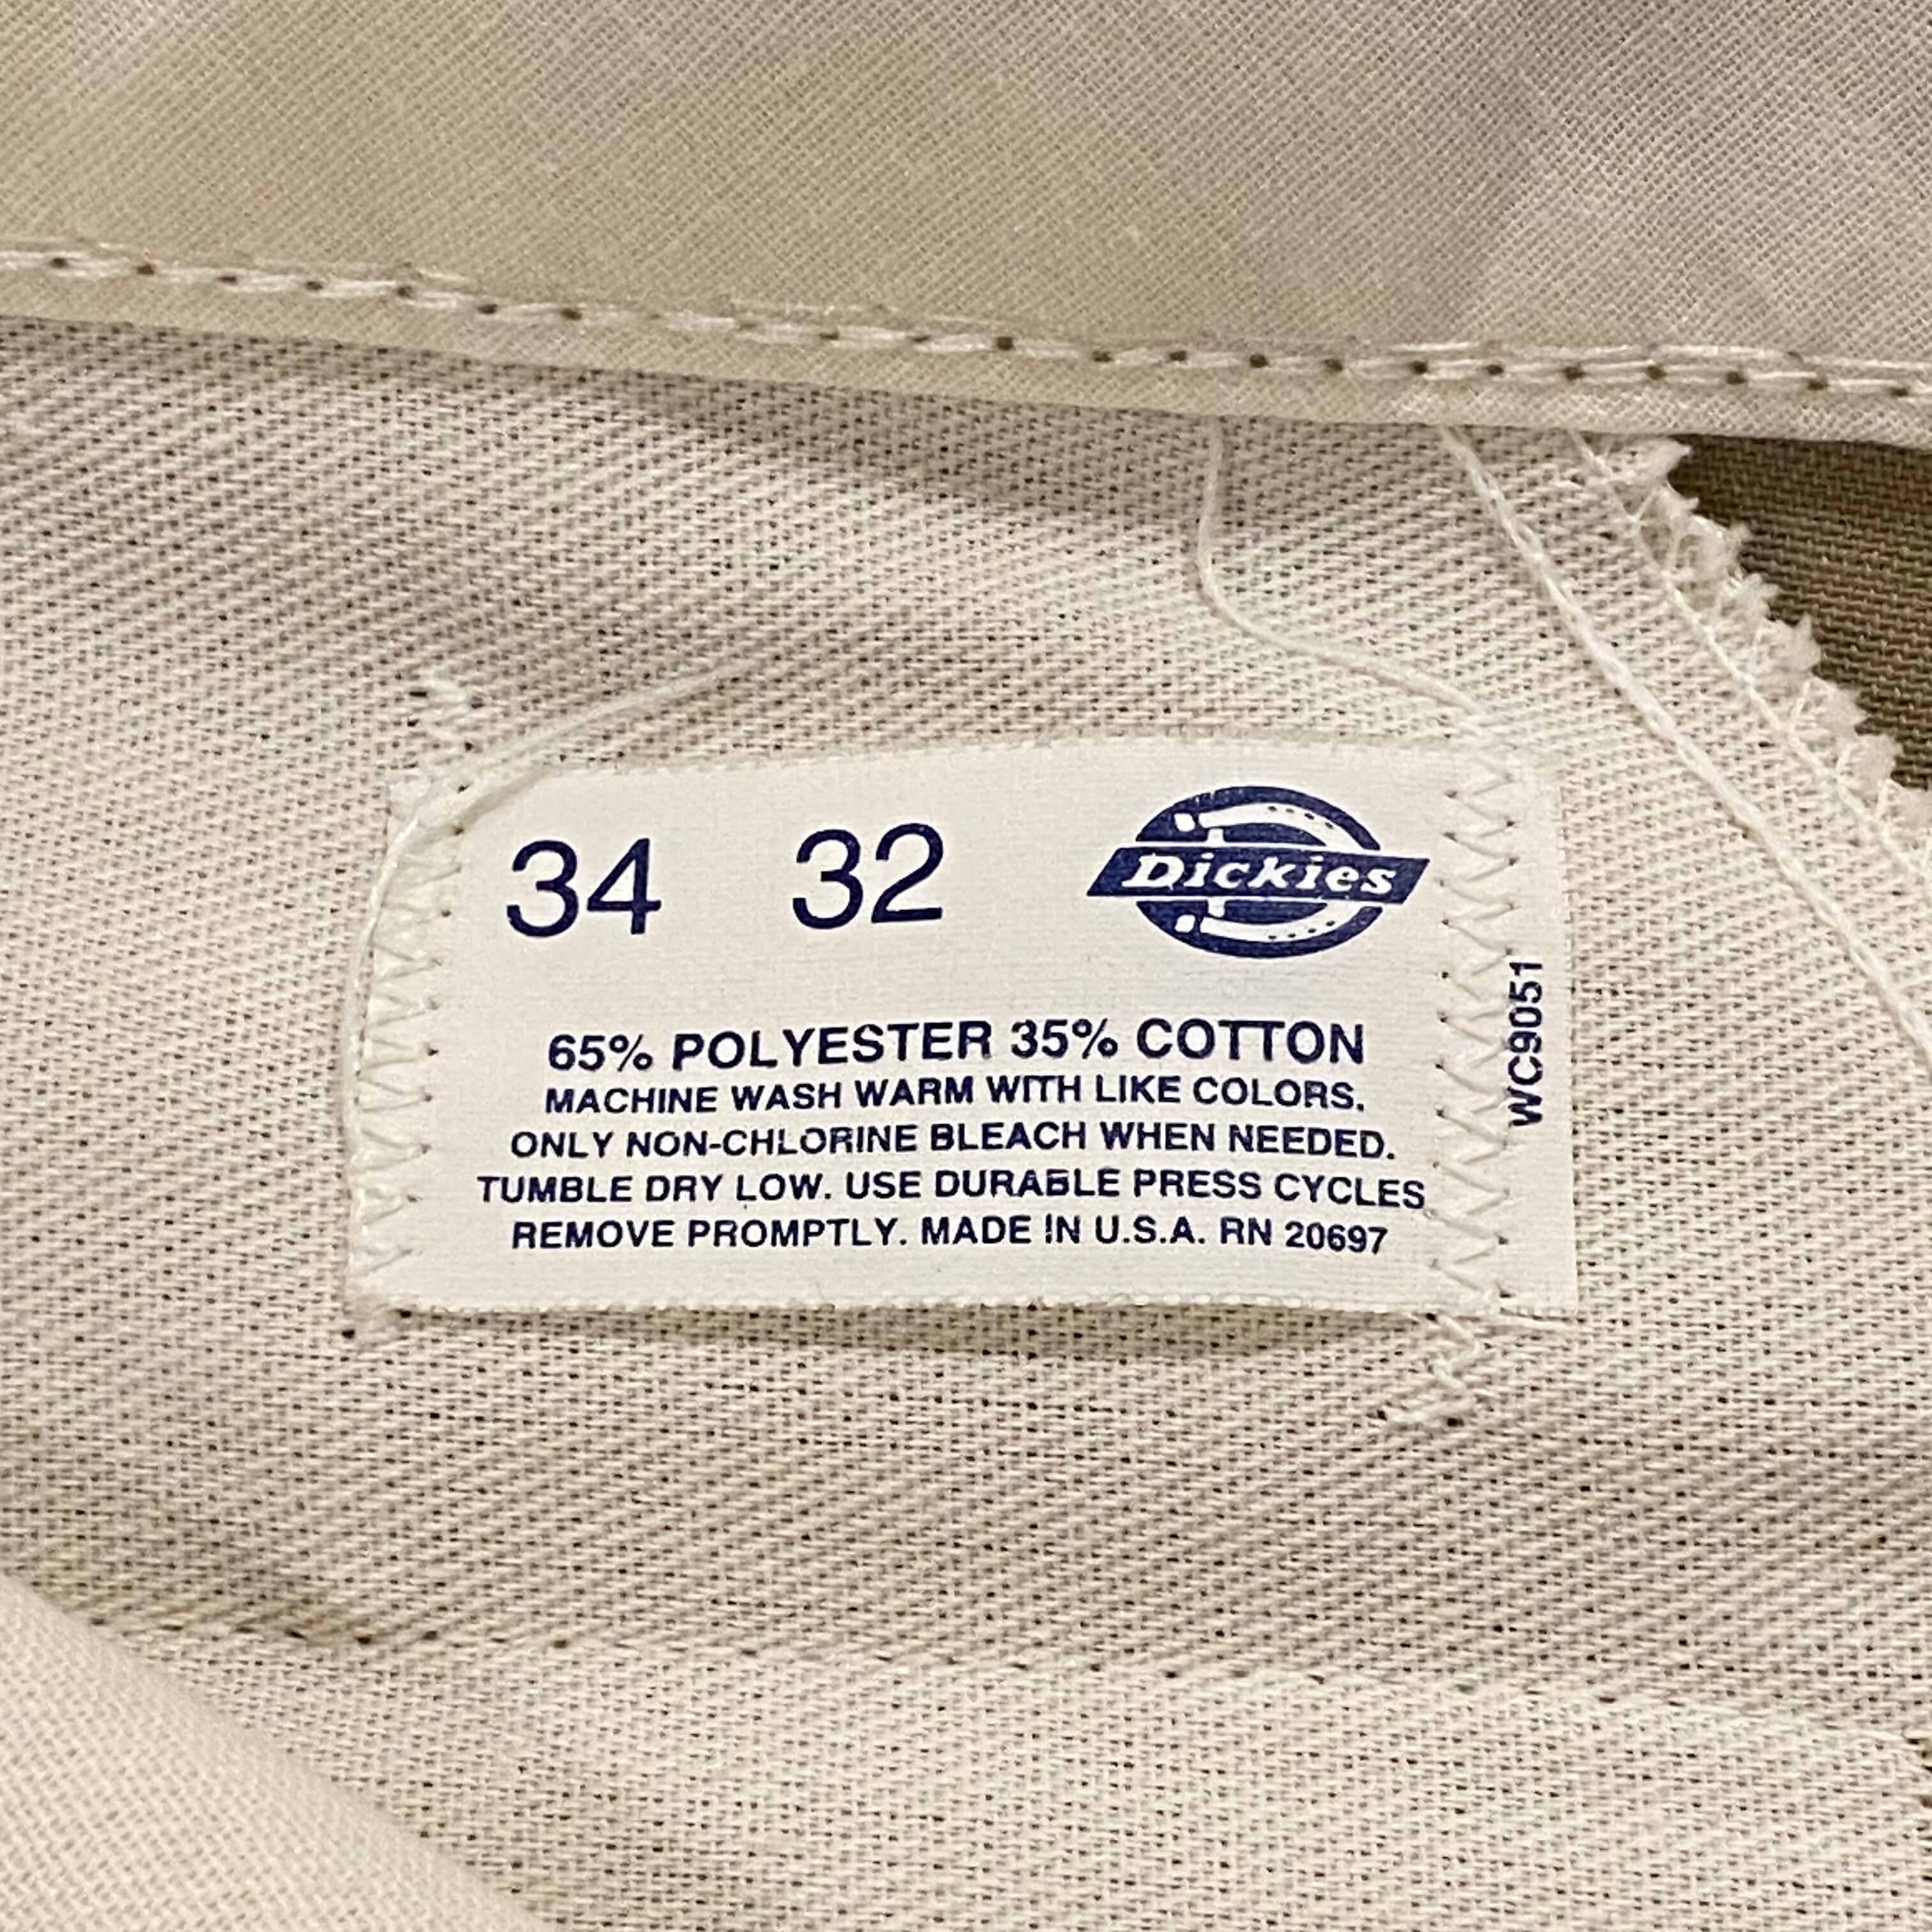 34 32 Dickies
65% POLYESTER 35% COTTON
MACHINE WASH WARM WITH LIKE COLORS.
ONLY NON-CHLORINE BLEACH WHEN NEEDED.
TUMBLE DRY LOW. USE DURABLE PRESS CYCLES
REMOVE PROMPTLY. MADE IN U.S.A. RN 20697
WC9051